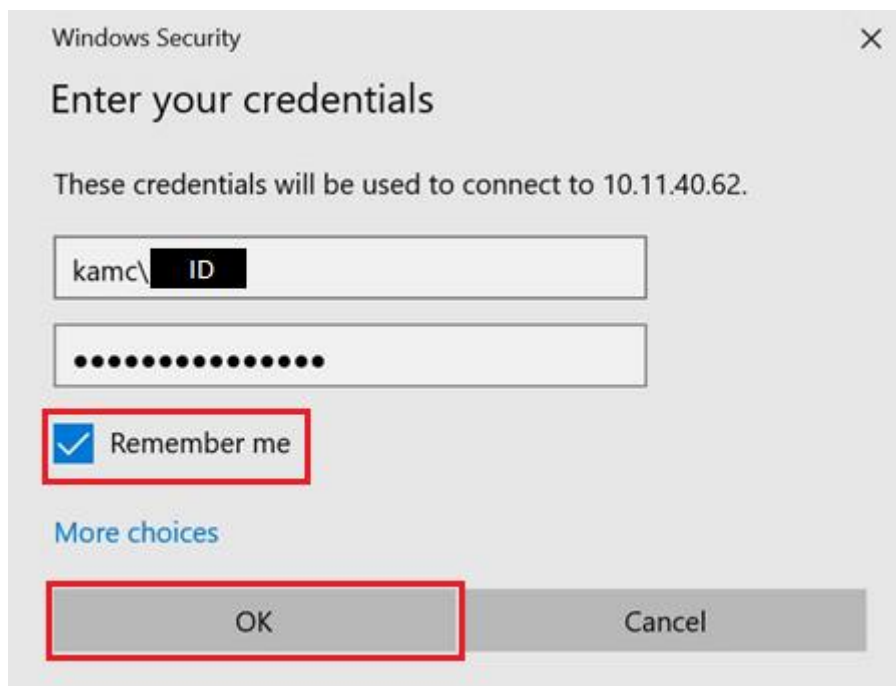 Windows Security
Enter your credentials
These credentials will be used to connect to 10.11.40.62.
kamc\ ID
●●●●●●●●●●●●●●●
Remember me
More choices
OK Cancel